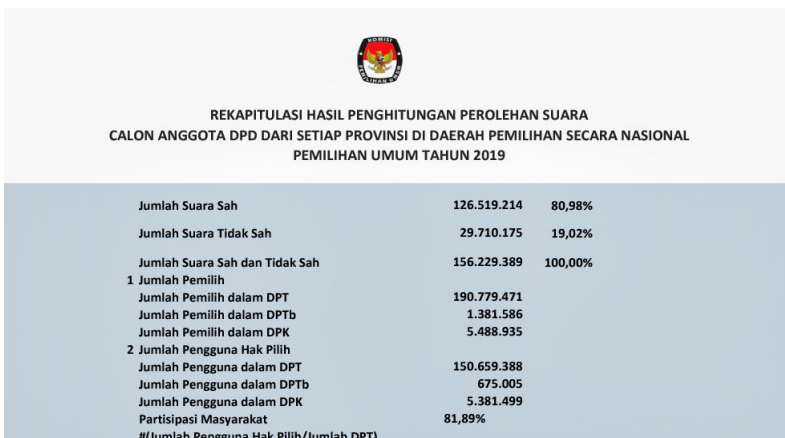 KOMISI
PEMILIHAN UMUM
REKAPITULASI HASIL PENGHITUNGAN PEROLEHAN SUARA
CALON ANGGOTA DPD DARI SETIAP PROVINSI DI DAERAH PEMILIHAN SECARA NASIONAL
PEMILIHAN UMUM TAHUN 2019
Jumlah Suara Sah 126.519.214 80,98%
Jumlah Suara Tidak Sah 29.710.175 19,02%
Jumlah Suara Sah dan Tidak Sah 156.229.389 100,00%
1 Jumlah Pemilih
Jumlah Pemilih dalam DPT 190.779.471
Jumlah Pemilih dalam DPTb 1.381.586
Jumlah Pemilih dalam DPK 5.488.935
2 Jumlah Pengguna Hak Pilih
Jumlah Pengguna dalam DPT 150.659.388
Jumlah Pengguna dalam DPTb 675.005
Jumlah Pengguna dalam DPK 5.381.499
Partisipasi Masyarakat 81,89%
#(Jumlah Pengguna Hak Pilih/Jumlah DPT)